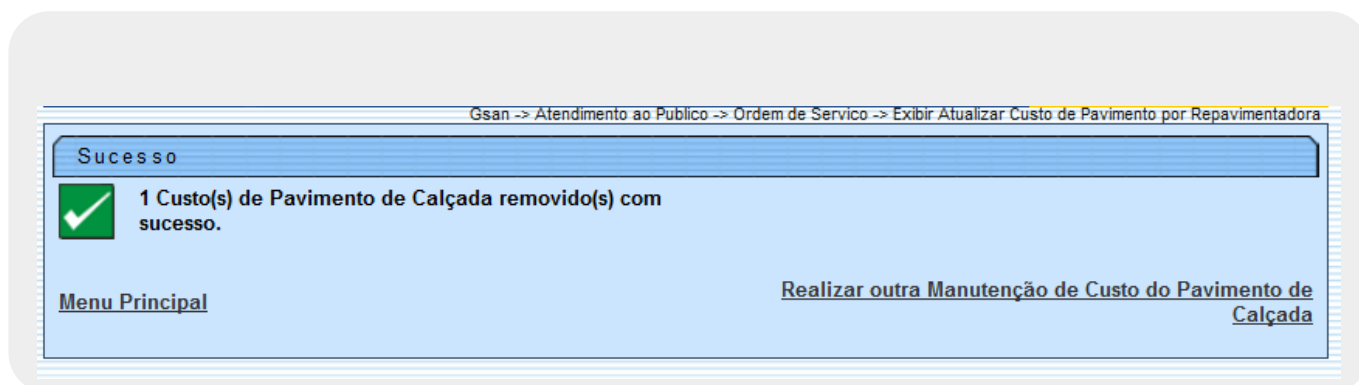 Gsan -> Atendimento ao Publico -> Ordem de Servico -> Exibir Atualizar Custo de Pavimento por Repavimentadora
Sucesso
1 Custo(s) de Pavimento de Calçada removido(s) com
sucesso.
Menu Principal
Realizar outra Manutenção de Custo do Pavimento de
Calçada